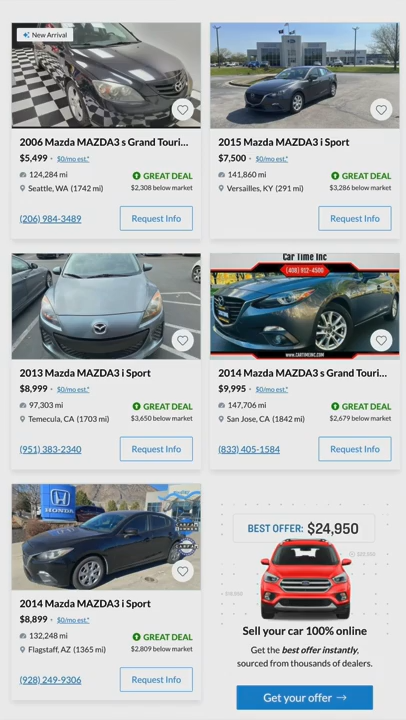 New Arrival
2006 Mazda MAZDA3 s Grand Touri...
$5,499 · $0/mo est.*
124,284 mi
GREAT DEAL
Seattle, WA (1742 mi)
$2,308 below market
(206) 984-3489
Request Info
2015 Mazda MAZDA3 i Sport
$7,500 · $0/mo est.*
141,860 mi
GREAT DEAL
Versailles, KY (291 mi)
$3,286 below market
Request Info
2013 Mazda MAZDA3 i Sport
$8,999 · $0/mo est.*
97,303 mi
GREAT DEAL
Temecula, CA (1703 mi)
$3,650 below market
(951) 383-2340
Request Info
Car Time Inc
(408) 912-4500
WWW.CARTIMEINC.COM
2014 Mazda MAZDA3 s Grand Touri...
$9,995 · $0/mo est.*
147,706 mi
GREAT DEAL
San Jose, CA (1842 mi)
$2,679 below market
(833) 405-1584
Request Info
HONDA
2014 Mazda MAZDA3 i Sport
$8,899 · $0/mo est.*
132,248 mi
GREAT DEAL
Flagstaff, AZ (1365 mi)
$2,809 below market
(928) 249-9306
Request Info
BEST OFFER: $24,950
Sell your car 100% online
Get the best offer instantly,
sourced from thousands of dealers.
Get your offer →